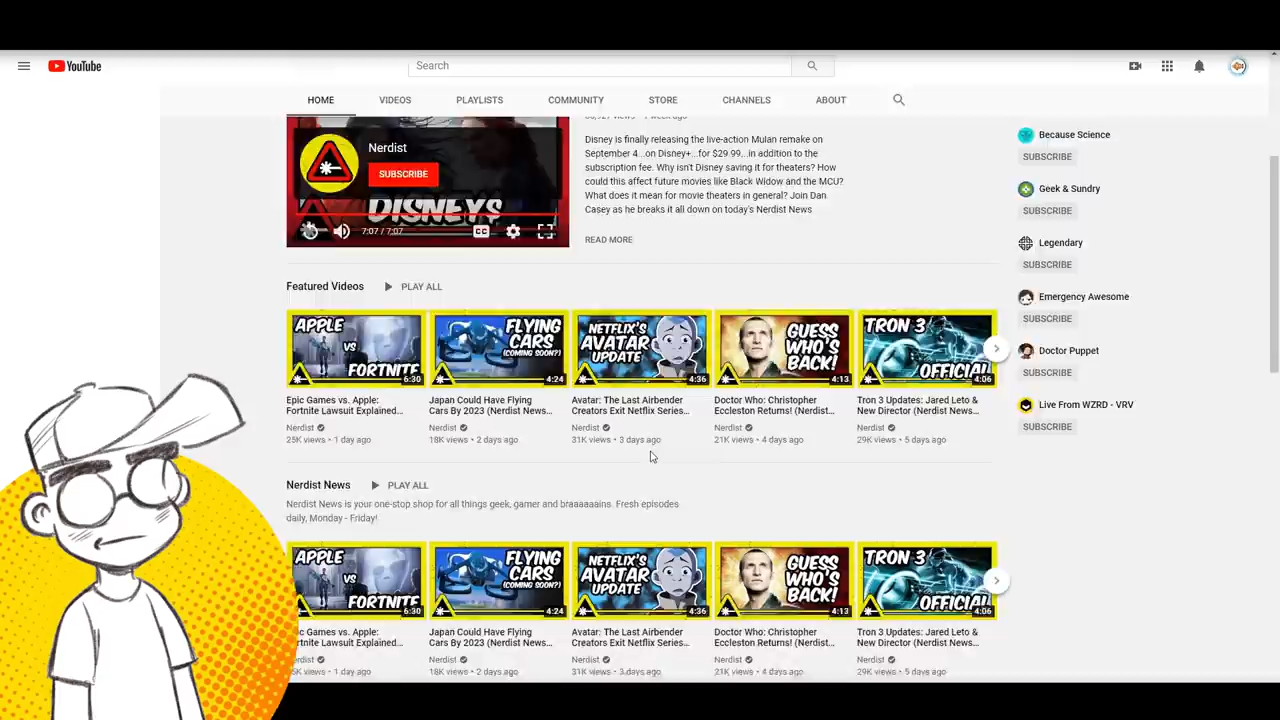 YouTube
Search
HOME VIDEOS PLAYLISTS COMMUNITY STORE CHANNELS ABOUT
Nerdist
SUBSCRIBE
DISNEY$
7:07 / 7:07
CC
Disney is finally releasing the live-action Mulan remake on
September 4...on Disney+...for $29.99...in addition to the
subscription fee. Why isn't Disney saving it for theaters? How
could this affect future movies like Black Widow and the MCU?
What does it mean for movie theaters in general? Join Dan
Casey as he breaks it all down on today's Nerdist News
READ MORE
Because Science
SUBSCRIBE
Geek & Sundry
SUBSCRIBE
Legendary
SUBSCRIBE
Emergency Awesome
SUBSCRIBE
Doctor Puppet
SUBSCRIBE
Live From WZRD - VRV
SUBSCRIBE
Featured Videos PLAY ALL
APPLE
VS
FORTNITE
6:30
FLYING
CARS
(COMING SOON?)
4:24
NETFLIX'S
AVATAR
UPDATE
4:36
GUESS
WHO'S
BACK!
4:13
TRON 3
OFFICIAL
4:06
Epic Games vs. Apple:
Fortnite Lawsuit Explained...
Nerdist
25K views • 1 day ago
Japan Could Have Flying
Cars By 2023 (Nerdist News...
Nerdist
18K views • 2 days ago
Avatar: The Last Airbender
Creators Exit Netflix Series...
Nerdist
31K views • 3 days ago
Doctor Who: Christopher
Eccleston Returns! (Nerdist...
Nerdist
21K views • 4 days ago
Tron 3 Updates: Jared Leto &
New Director (Nerdist News...
Nerdist
29K views • 5 days ago
Nerdist News PLAY ALL
Nerdist News is your one-stop shop for all things geek, gamer and braaaaaains. Fresh episodes
daily, Monday - Friday!
APPLE
VS
FORTNITE
6:30
FLYING
CARS
(COMING SOON?)
4:24
NETFLIX'S
AVATAR
UPDATE
4:36
GUESS
WHO'S
BACK!
4:13
TRON 3
OFFICIAL
4:06
ic Games vs. Apple:
rtnite Lawsuit Explained...
rdist
5K views • 1 day ago
Japan Could Have Flying
Cars By 2023 (Nerdist News...
Nerdist
18K views • 2 days ago
Avatar: The Last Airbender
Creators Exit Netflix Series...
Nerdist
31K views • 3 days ago
Doctor Who: Christopher
Eccleston Returns! (Nerdist...
Nerdist
21K views • 4 days ago
Tron 3 Updates: Jared Leto &
New Director (Nerdist News...
Nerdist
29K views • 5 days ago